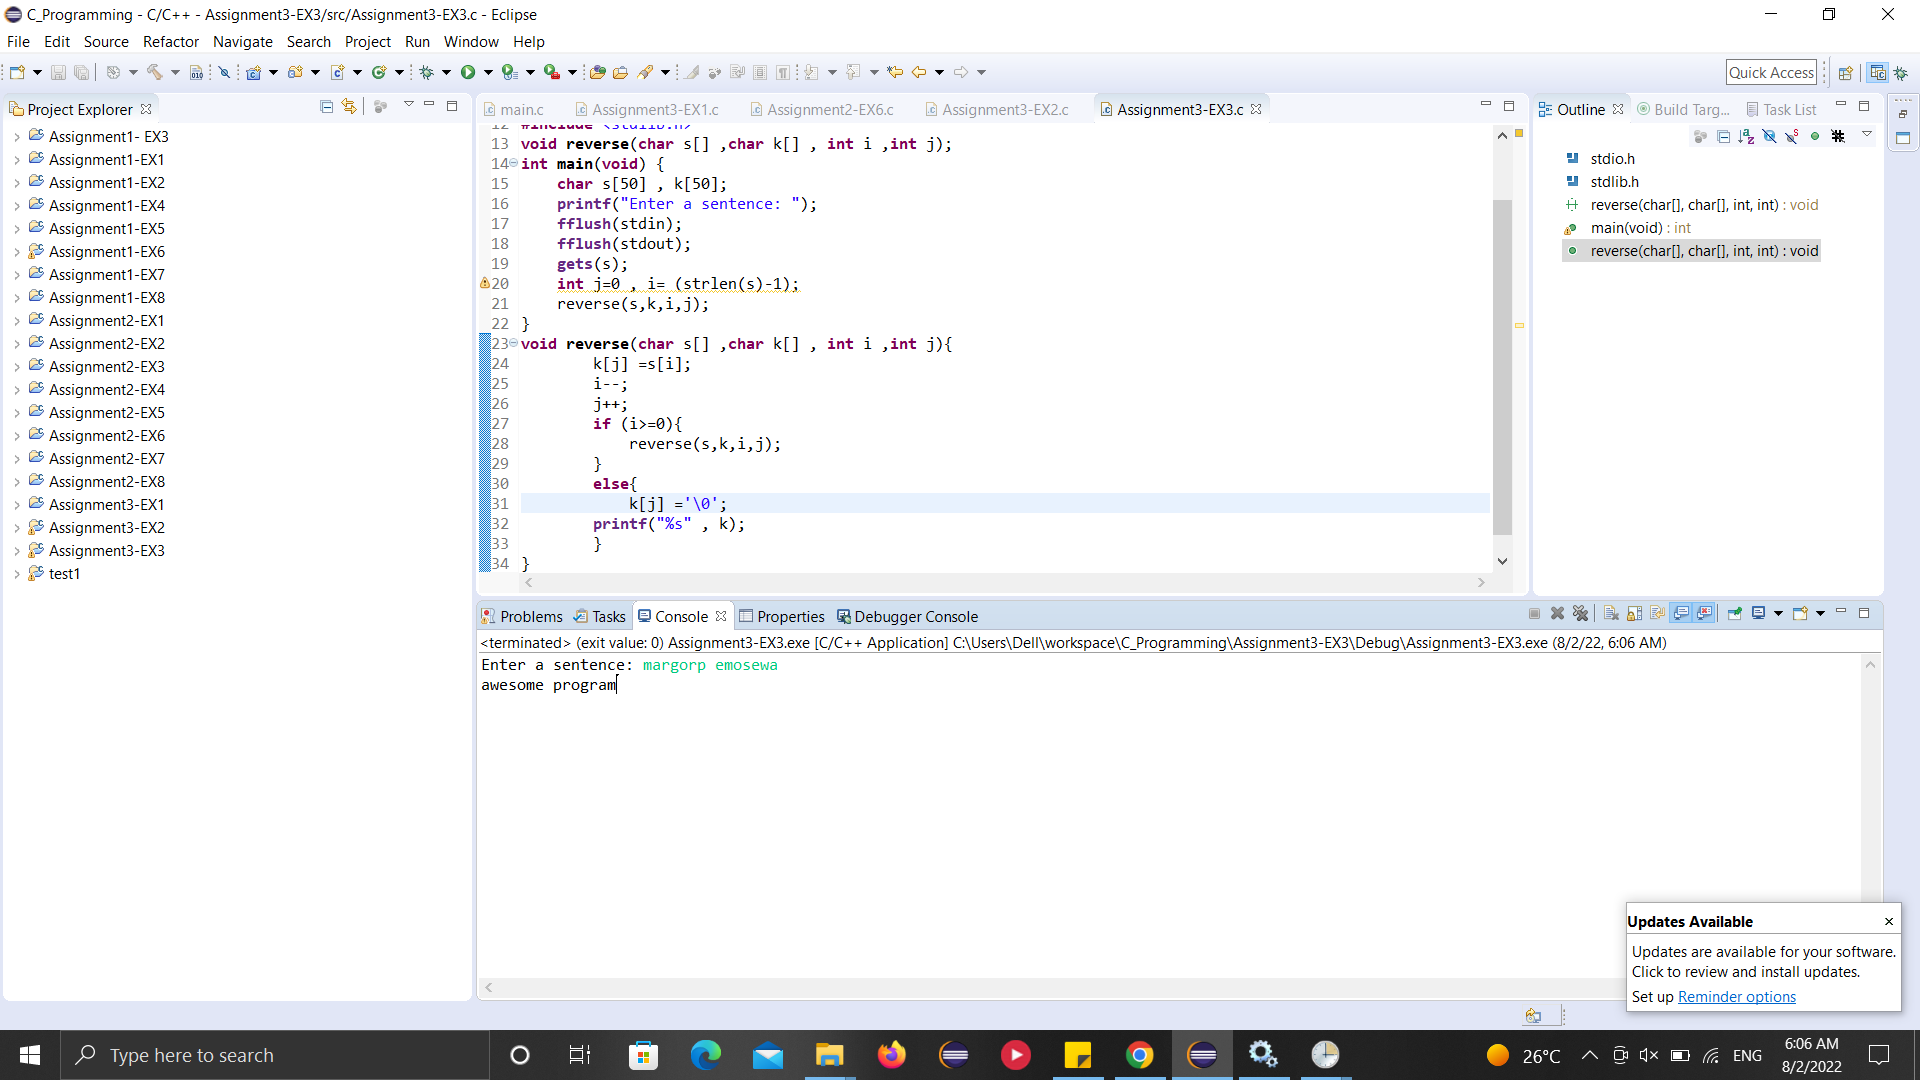 C_Programming - C/C++ - Assignment3-EX3/src/Assignment3-EX3.c - Eclipse
File Edit Source Refactor Navigate Search Project Run Window Help
Quick Access
Project Explorer
Assignment1- EX3
Assignment1-EX1
Assignment1-EX2
Assignment1-EX4
Assignment1-EX5
Assignment1-EX6
Assignment1-EX7
Assignment1-EX8
Assignment2-EX1
Assignment2-EX2
Assignment2-EX3
Assignment2-EX4
Assignment2-EX5
Assignment2-EX6
Assignment2-EX7
Assignment2-EX8
Assignment3-EX1
Assignment3-EX2
Assignment3-EX3
test1
main.c Assignment3-EX1.c Assignment2-EX6.c Assignment3-EX2.c Assignment3-EX3.c
12 #include <stdlib.h>
13 void reverse(char s[] ,char k[] , int i ,int j);
14 int main(void) {
15 char s[50] , k[50];
16 printf("Enter a sentence: ");
17 fflush(stdin);
18 fflush(stdout);
19 gets(s);
20 int j=0 , i= (strlen(s)-1);
21 reverse(s,k,i,j);
22 }
23 void reverse(char s[] ,char k[] , int i ,int j){
24 k[j] =s[i];
25 i--;
26 j++;
27 if (i>=0){
28 reverse(s,k,i,j);
29 }
30 else{
31 k[j] ='\0';
32 printf("%s" , k);
33 }
34 }
Outline Build Targ... Task List
stdio.h
stdlib.h
reverse(char[], char[], int, int) : void
main(void) : int
reverse(char[], char[], int, int) : void
Problems Tasks Console Properties Debugger Console
<terminated> (exit value: 0) Assignment3-EX3.exe [C/C++ Application] C:\Users\Dell\workspace\C_Programming\Assignment3-EX3\Debug\Assignment3-EX3.exe (8/2/22, 6:06 AM)
Enter a sentence: margorp emosewa
awesome program
Updates Available
Updates are available for your software.
Click to review and install updates.
Set up Reminder options
Type here to search
26°C
ENG
6:06 AM
8/2/2022